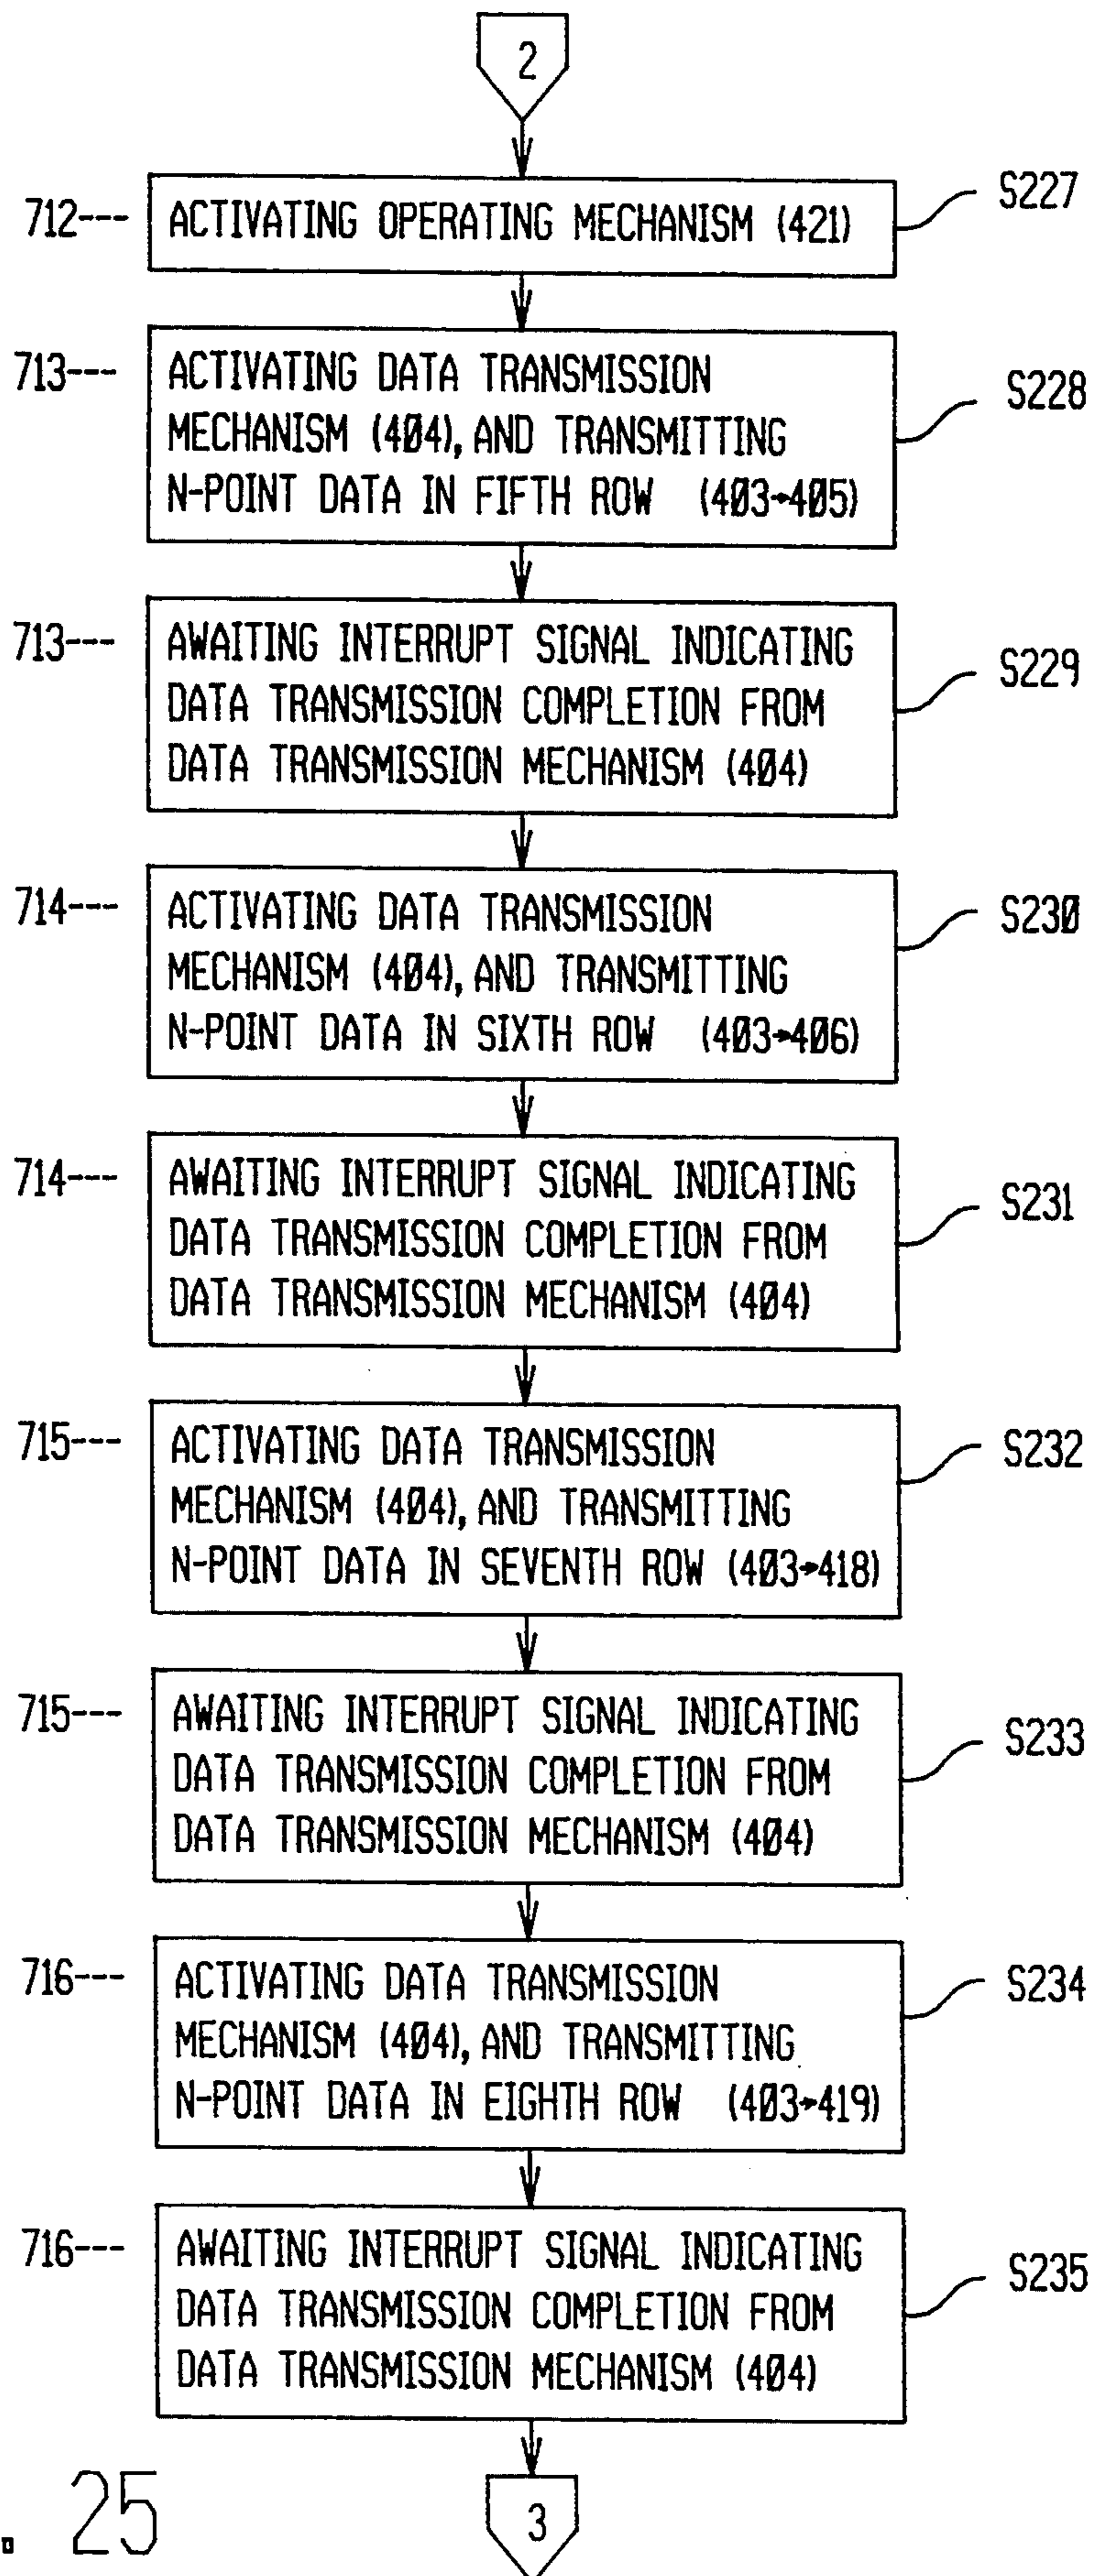 2
712--- ACTIVATING OPERATING MECHANISM (421) S227
713--- ACTIVATING DATA TRANSMISSION S228
MECHANISM (404), AND TRANSMITTING
N-POINT DATA IN FIFTH ROW (403→405)
713--- AWAITING INTERRUPT SIGNAL INDICATING S229
DATA TRANSMISSION COMPLETION FROM
DATA TRANSMISSION MECHANISM (404)
714--- ACTIVATING DATA TRANSMISSION S230
MECHANISM (404), AND TRANSMITTING
N-POINT DATA IN SIXTH ROW (403→406)
714--- AWAITING INTERRUPT SIGNAL INDICATING S231
DATA TRANSMISSION COMPLETION FROM
DATA TRANSMISSION MECHANISM (404)
715--- ACTIVATING DATA TRANSMISSION S232
MECHANISM (404), AND TRANSMITTING
N-POINT DATA IN SEVENTH ROW (403→418)
715--- AWAITING INTERRUPT SIGNAL INDICATING S233
DATA TRANSMISSION COMPLETION FROM
DATA TRANSMISSION MECHANISM (404)
716--- ACTIVATING DATA TRANSMISSION S234
MECHANISM (404), AND TRANSMITTING
N-POINT DATA IN EIGHTH ROW (403→419)
716--- AWAITING INTERRUPT SIGNAL INDICATING S235
DATA TRANSMISSION COMPLETION FROM
DATA TRANSMISSION MECHANISM (404)
. 25
3